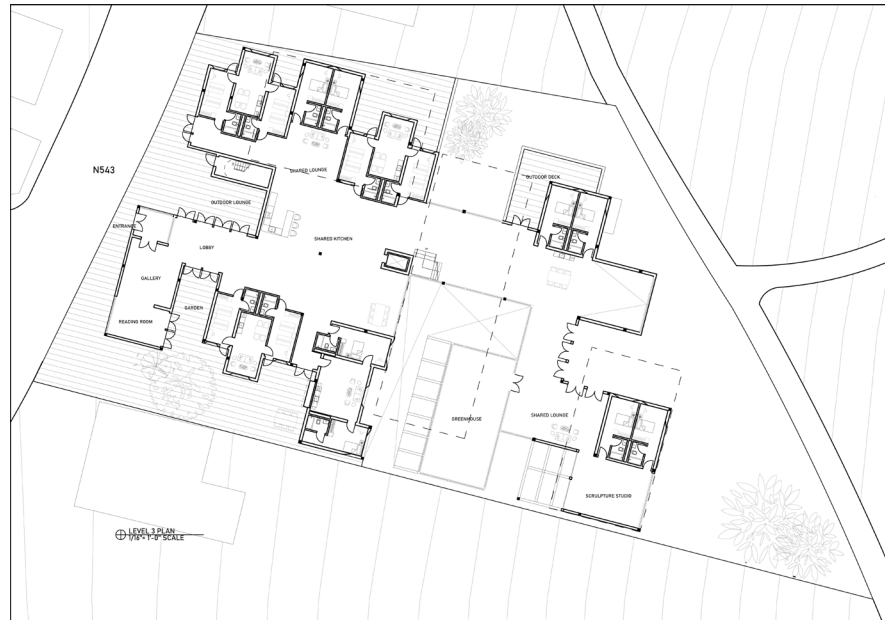 N543
SHARED LOUNGE
OUTDOOR DECK
OUTDOOR LOUNGE
ENTRANCE
LOBBY
SHARED KITCHEN
GALLERY
GARDEN
READING ROOM
GREENHOUSE
SHARED LOUNGE
SCRULPTURE STUDIO
LEVEL 3 PLAN
1/16"= 1'-0" SCALE